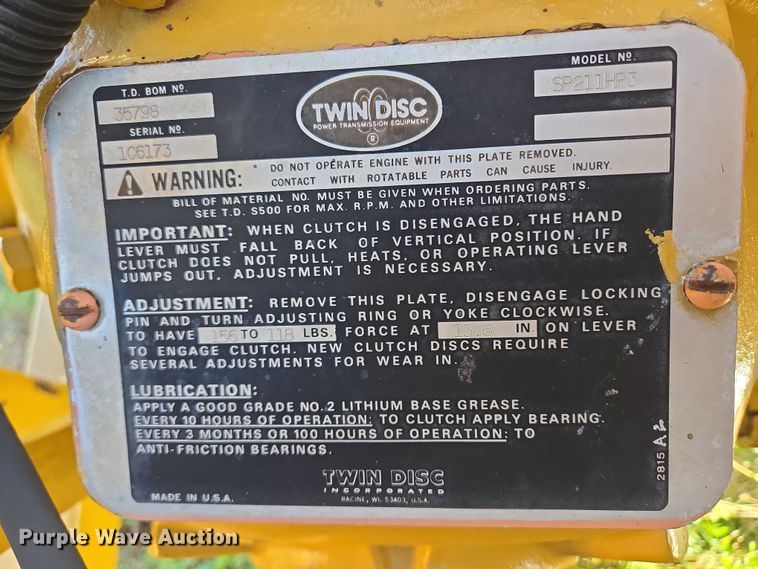 T.D. BOM Nº.
35798
SERIAL Nº.
1C6173
TWIN DISC
POWER TRANSMISSION EQUIPMENT
®
MODEL Nº.
SP211HP3
WARNING: DO NOT OPERATE ENGINE WITH THIS PLATE REMOVED.
CONTACT WITH ROTATABLE PARTS CAN CAUSE INJURY.
BILL OF MATERIAL NO. MUST BE GIVEN WHEN ORDERING PARTS.
SEE T.D. S500 FOR MAX. R.P.M. AND OTHER LIMITATIONS.
IMPORTANT: WHEN CLUTCH IS DISENGAGED, THE HAND
LEVER MUST FALL BACK OF VERTICAL POSITION. IF
CLUTCH DOES NOT PULL, HEATS, OR OPERATING LEVER
JUMPS OUT, ADJUSTMENT IS NECESSARY.
ADJUSTMENT: REMOVE THIS PLATE, DISENGAGE LOCKING
PIN AND TURN ADJUSTING RING OR YOKE CLOCKWISE.
TO HAVE TO 118 LBS. FORCE AT 13.6 IN. ON LEVER
TO ENGAGE CLUTCH. NEW CLUTCH DISCS REQUIRE
SEVERAL ADJUSTMENTS FOR WEAR IN.
LUBRICATION:
APPLY A GOOD GRADE NO. 2 LITHIUM BASE GREASE.
EVERY 10 HOURS OF OPERATION: TO CLUTCH APPLY BEARING.
EVERY 3 MONTHS OR 100 HOURS OF OPERATION: TO
ANTI-FRICTION BEARINGS.
TWIN DISC
INCORPORATED
RACINE, WI. 53403, U.S.A.
MADE IN U.S.A.
2815 A 2
Purple Wave Auction